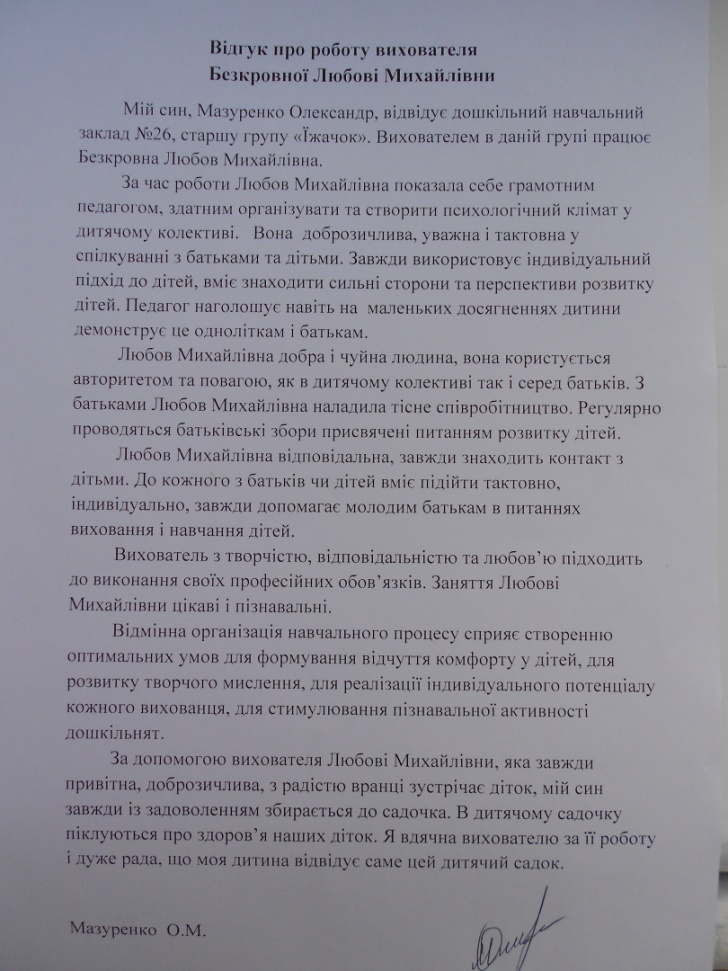 Відгук про роботу вихователя
Безкровної Любові Михайлівни
Мій син, Мазуренко Олександр, відвідує дошкільний навчальний
заклад №26, старшу групу «Їжачок». Вихователем в даній групі працює
Безкровна Любов Михайлівна.
За час роботи Любов Михайлівна показала себе грамотним
педагогом, здатним організувати та створити психологічний клімат у
дитячому колективі. Вона доброзичлива, уважна і тактовна у
спілкуванні з батьками та дітьми. Завжди використовує індивідуальний
підхід до дітей, вміє знаходити сильні сторони та перспективи розвитку
дітей. Педагог наголошує навіть на маленьких досягненнях дитини
демонструє це одноліткам і батькам.
Любов Михайлівна добра і чуйна людина, вона користується
авторитетом та повагою, як в дитячому колективі так і серед батьків. З
батьками Любов Михайлівна наладила тісне співробітництво. Регулярно
проводяться батьківські збори присвячені питанням розвитку дітей.
Любов Михайлівна відповідальна, завжди знаходить контакт з
дітьми. До кожного з батьків чи дітей вміє підійти тактовно,
індивідуально, завжди допомагає молодим батькам в питаннях
виховання і навчання дітей.
Вихователь з творчістю, відповідальністю та любов’ю підходить
до виконання своїх професійних обов’язків. Заняття Любові
Михайлівни цікаві і пізнавальні.
Відмінна організація навчального процесу сприяє створенню
оптимальних умов для формування відчуття комфорту у дітей, для
розвитку творчого мислення, для реалізації індивідуального потенціалу
кожного вихованця, для стимулювання пізнавальної активності
дошкільнят.
За допомогою вихователя Любові Михайлівни, яка завжди
привітна, доброзичлива, з радістю вранці зустрічає діток, мій син
завжди із задоволенням збирається до садочка. В дитячому садочку
піклуються про здоров’я наших діток. Я вдячна вихователю за її роботу
і дуже рада, що моя дитина відвідує саме цей дитячий садок.
Мазуренко О.М.